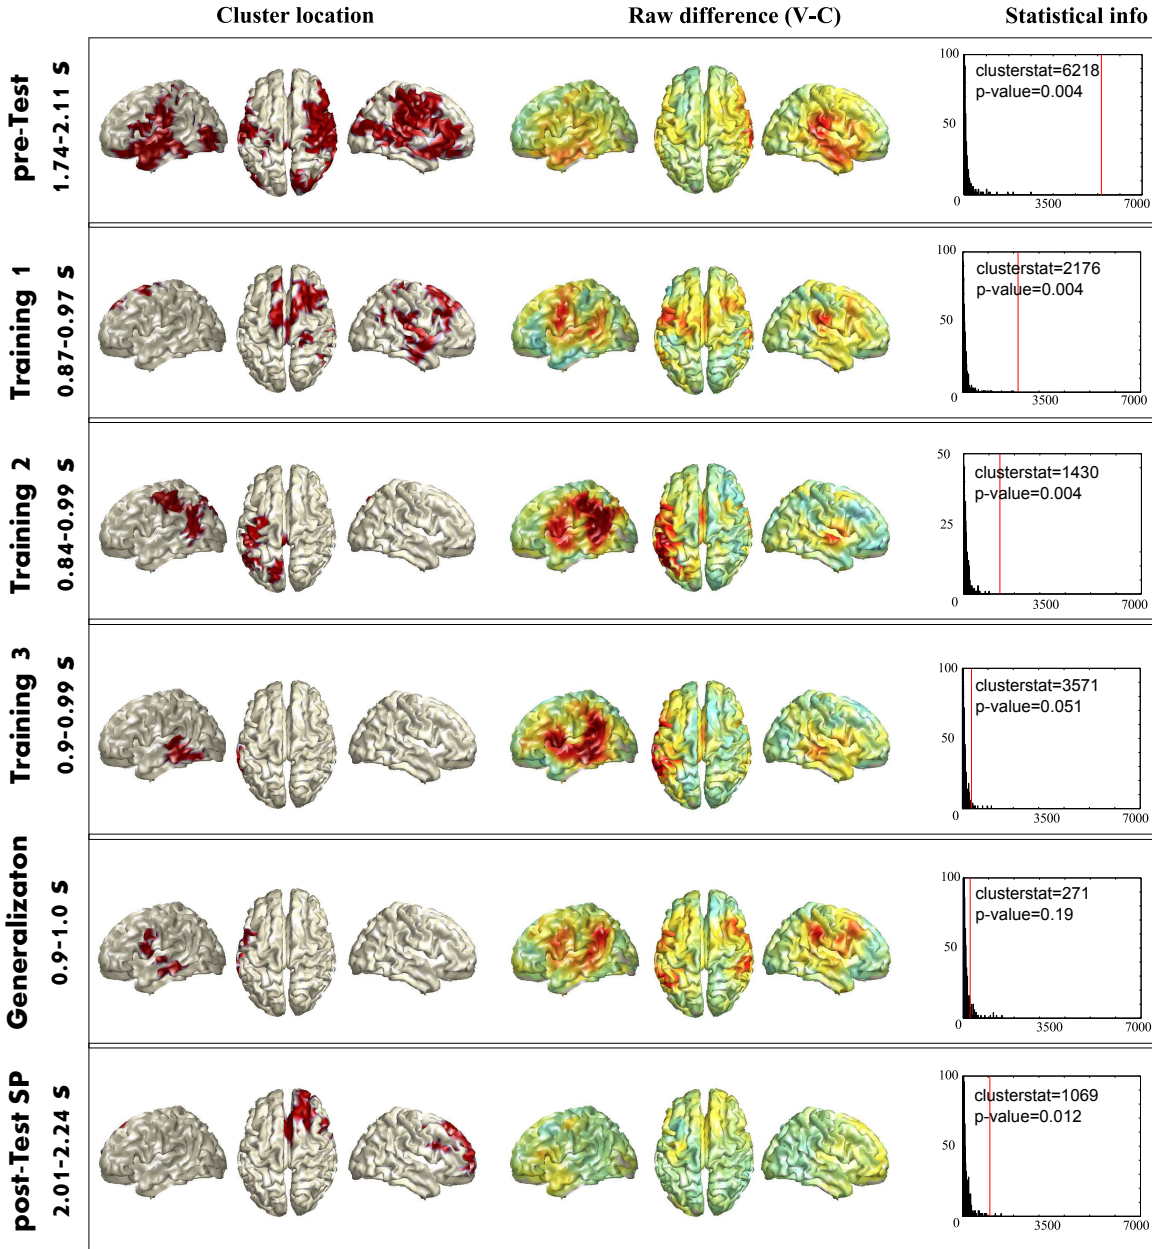 Cluster location Raw difference (V-C) Statistical info
pre-Test
1.74-2.11 S
100
50
clusterstat=6218
p-value=0.004
0 3500 7000
Training 1
0.87-0.97 S
100
50
clusterstat=2176
p-value=0.004
0 3500 7000
Training 2
0.84-0.99 S
50
25
clusterstat=1430
p-value=0.004
0 3500 7000
Training 3
0.9-0.99 S
100
50
clusterstat=3571
p-value=0.051
0 3500 7000
Generalizaton
0.9-1.0 S
100
50
clusterstat=271
p-value=0.19
0 3500 7000
post-Test SP
2.01-2.24 S
100
50
clusterstat=1069
p-value=0.012
0 3500 7000